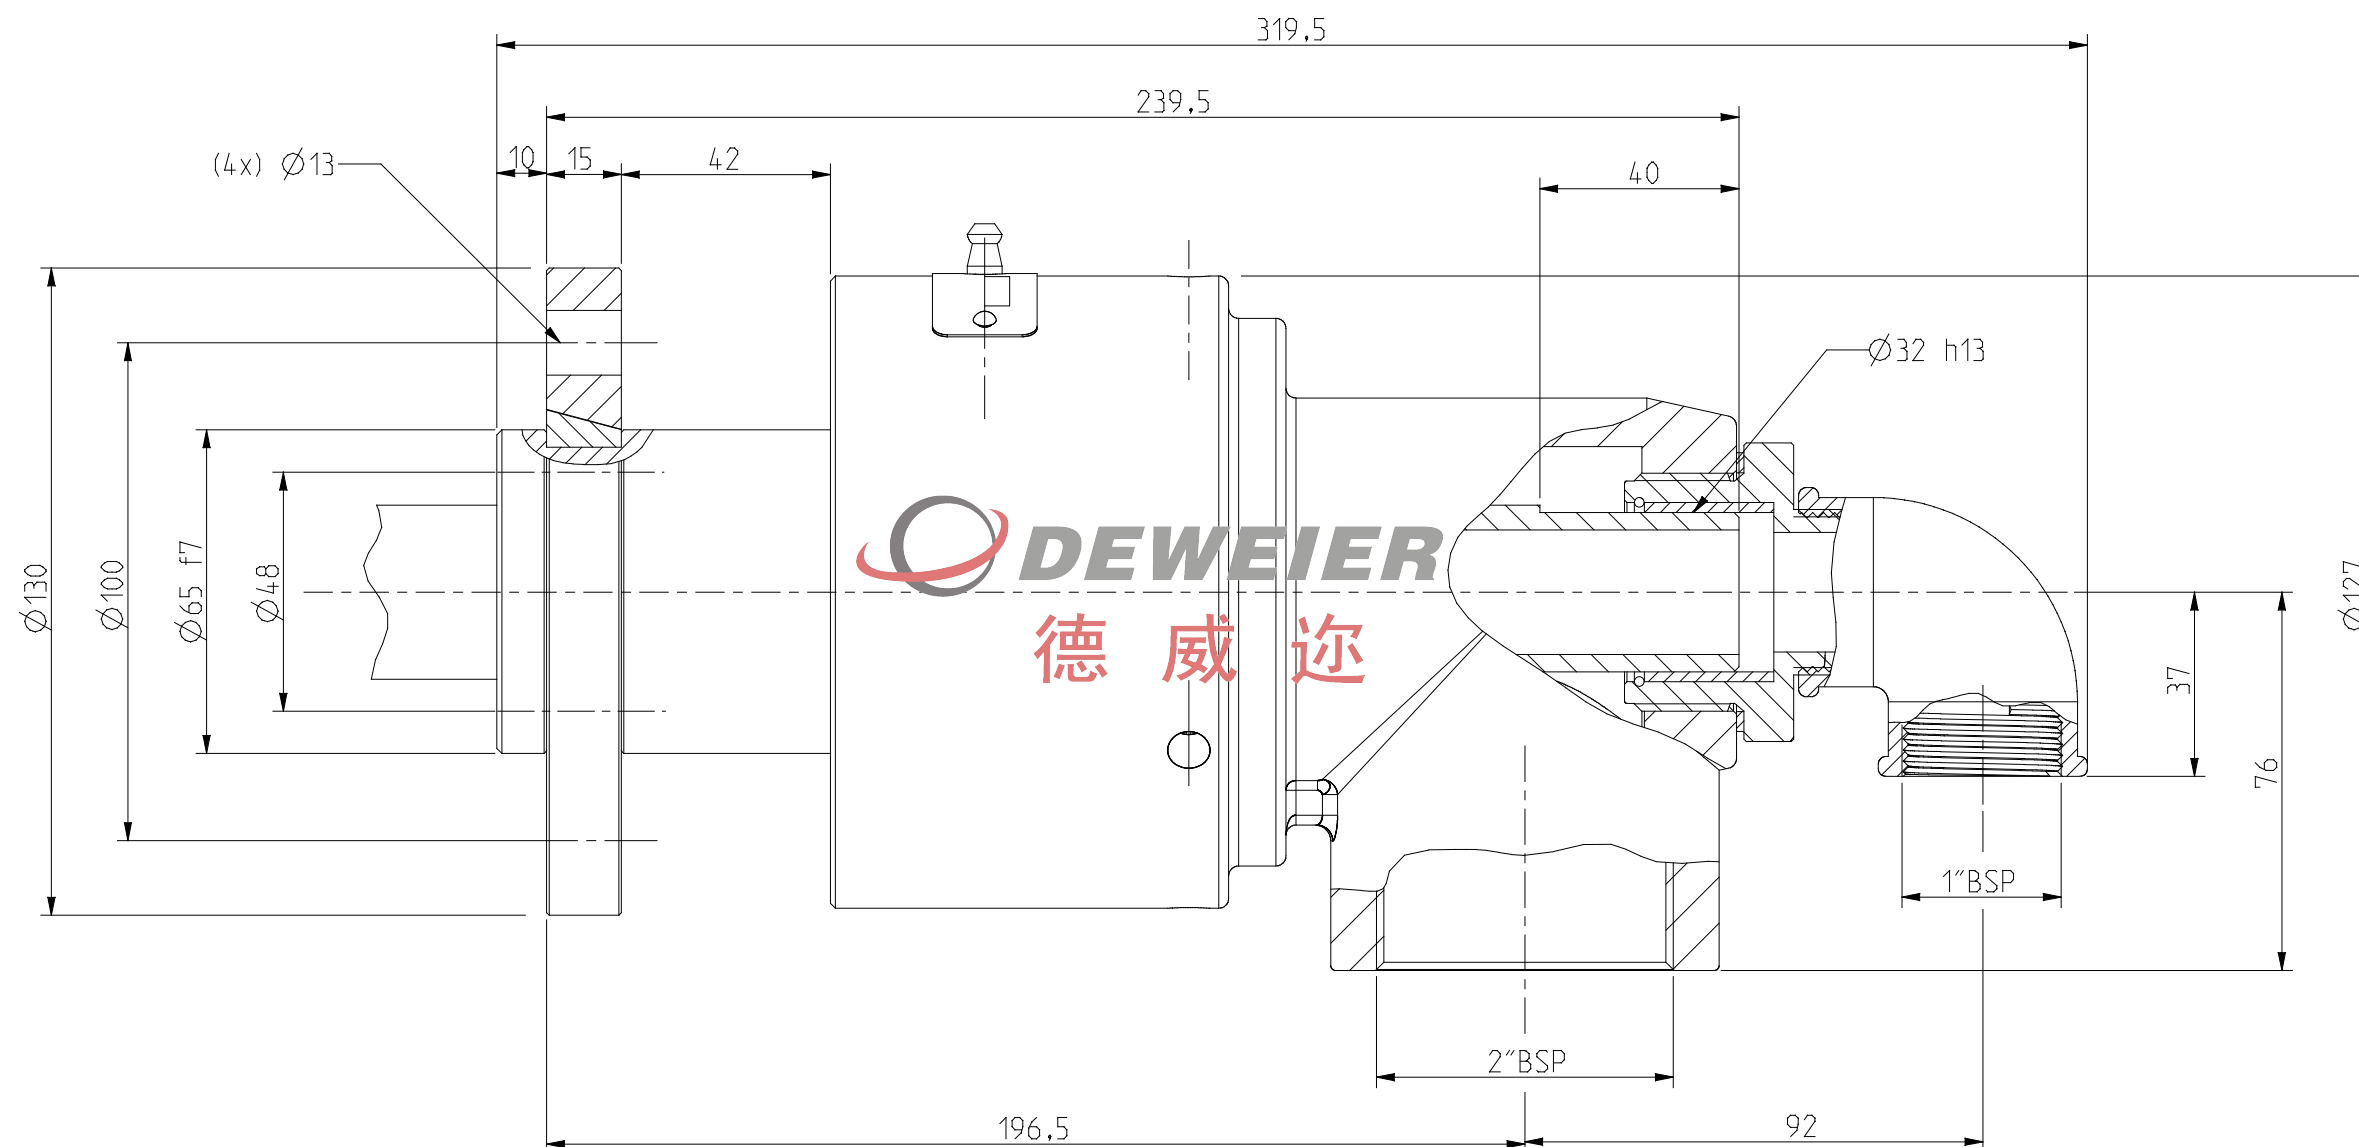 319,5
239,5
10
15
42
40
(4x) Ø13
Ø32 h13
DEWEIER
德威迩
Ø130
Ø100
Ø65 f7
Ø48
Ø127
37
76
1"BSP
2"BSP
196,5
92